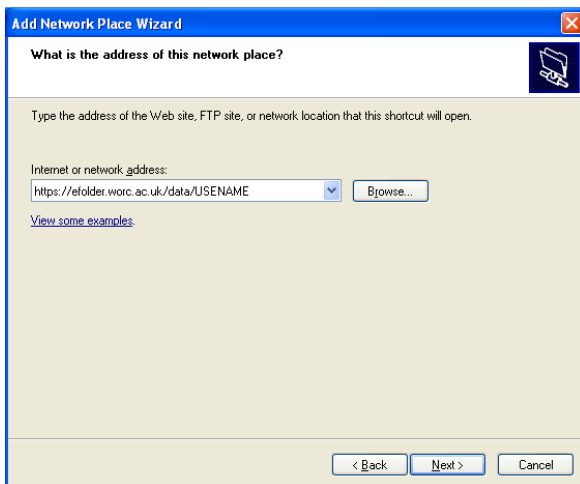 Add Network Place Wizard
What is the address of this network place?
Type the address of the Web site, FTP site, or network location that this shortcut will open.
Internet or network address:
https://efolder.worc.ac.uk/data/USENAME
Browse...
View some examples.
< Back
Next >
Cancel